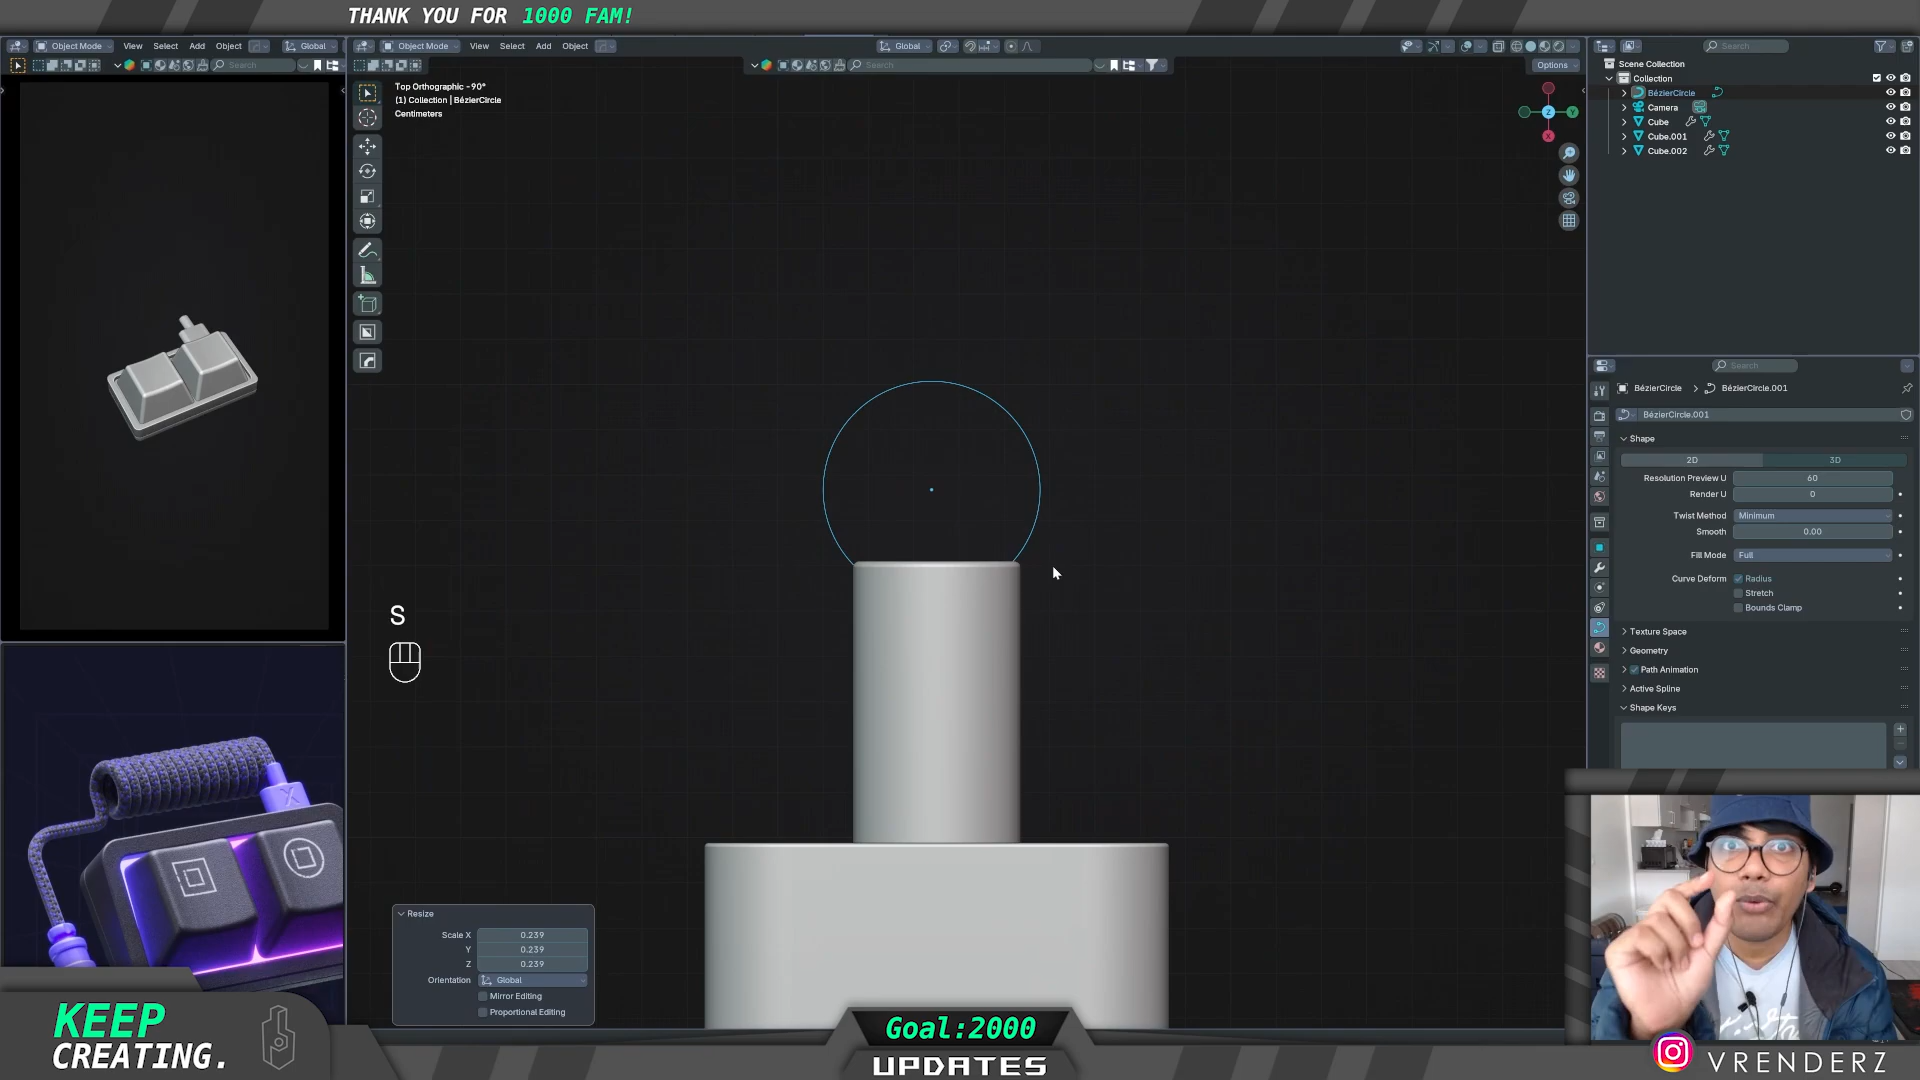 THANK YOU FOR 1000 FAM!
Object Mode View Select Add Object Global
Search
Object Mode View Select Add Object Global
Search
Options
Top Orthographic -90°
(1) Collection | BézierCircle
Centimeters
Z
Y
X
S
Resize
Scale X 0.239
Y 0.239
Z 0.239
Orientation Global
Mirror Editing
Proportional Editing
Search
Scene Collection
Collection
BézierCircle
Camera
Cube
Cube.001
Cube.002
Search
BézierCircle > BézierCircle.001
BézierCircle.001
Shape
2D 3D
Resolution Preview U 60
Render U 0
Twist Method Minimum
Smooth 0.00
Fill Mode Full
Curve Deform Radius
Stretch
Bounds Clamp
Texture Space
Geometry
Path Animation
Active Spline
Shape Keys
X
KEEP
CREATING.
Goal:2000
UPDATES
VRENDERZ